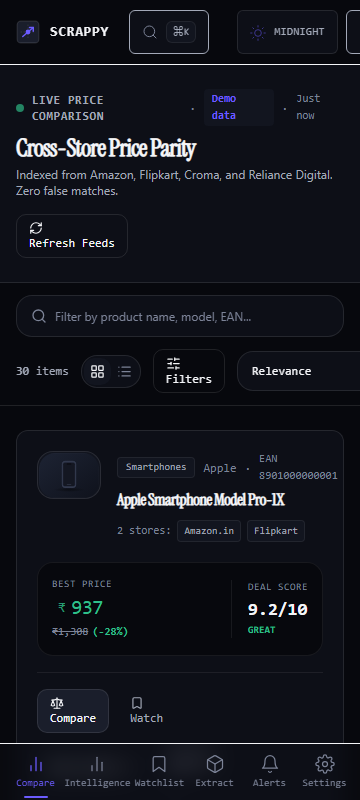 SCRAPPY
⌘K
MIDNIGHT
LIVE PRICE COMPARISON · Demo data · Just now
Cross-Store Price Parity
Indexed from Amazon, Flipkart, Croma, and Reliance Digital.
Zero false matches.
Refresh Feeds
Filter by product name, model, EAN...
30 items
Filters
Relevance
Smartphones Apple · EAN 8901000000001
Apple Smartphone Model Pro-1X
2 stores: Amazon.in Flipkart
BEST PRICE
₹ 937
₹1,308 (-28%)
DEAL SCORE
9.2/10
GREAT
Compare
Watch
Compare Intelligence Watchlist Extract Alerts Settings